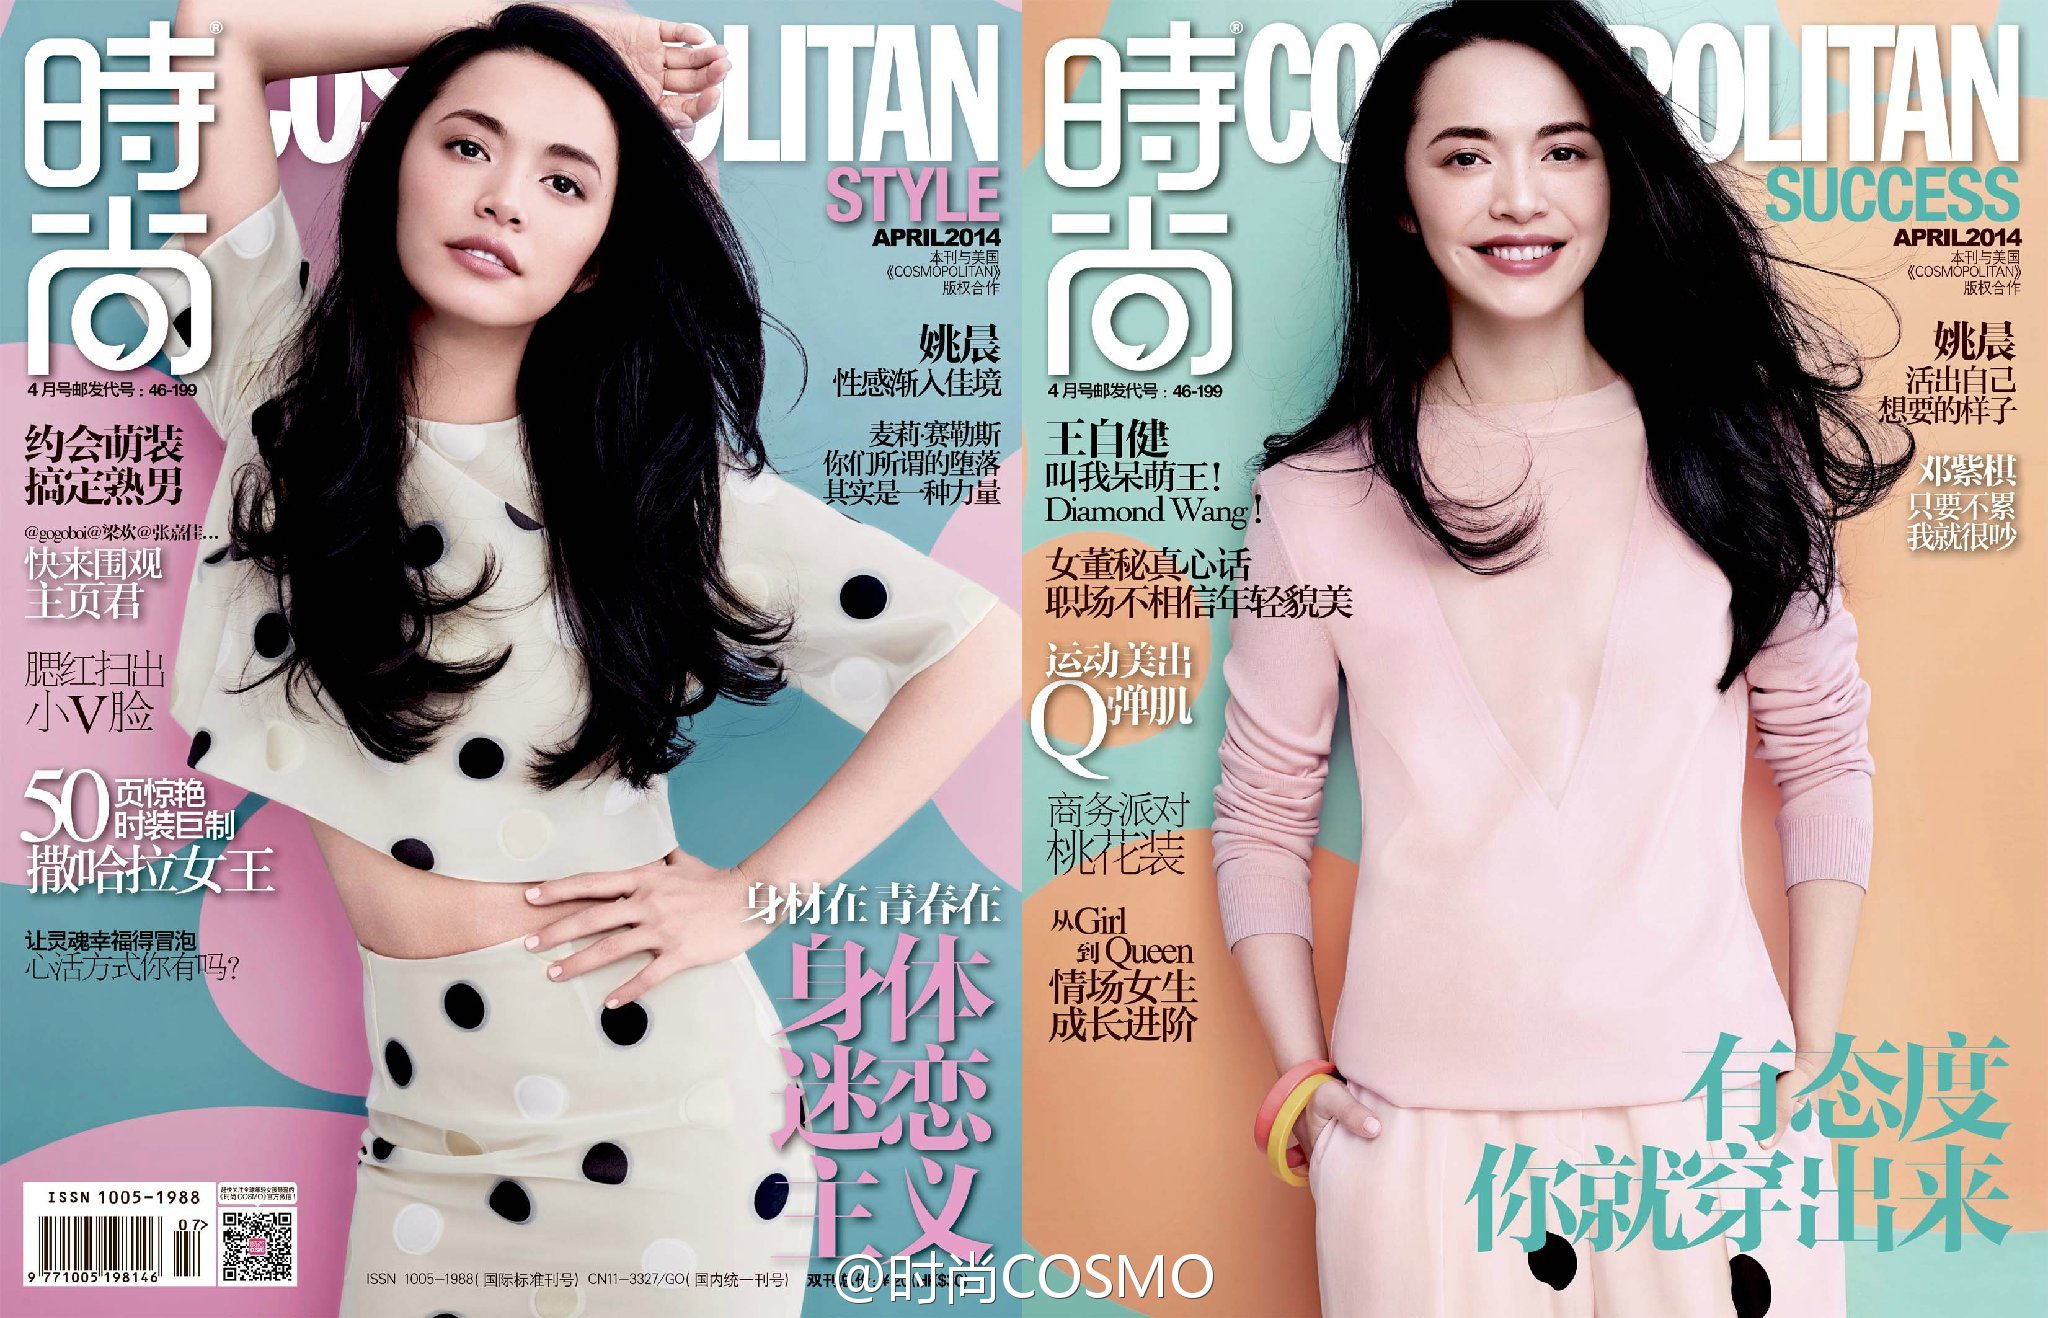 時尚®
COSMOPOLITAN
STYLE
APRIL2014
本刊与美国
《COSMOPOLITAN》
版权合作
4月号邮发代号：46-199
姚晨
性感渐入佳境
麦莉·赛勒斯
你们所谓的堕落
其实是一种力量
约会萌装
搞定熟男
@gogoboi@梁欢@张嘉佳...
快来围观
主页君
腮红扫出
小V脸
50页惊艳
时装巨制
撒哈拉女王
让灵魂幸福得冒泡
心活方式你有吗?
身材在 青春在
身体
迷恋
主义
ISSN 1005-1988
07>
9 771005 198146
ISSN 1005-1988(国际标准刊号) CN11-3327/GO(国内统一刊号)
時尚®
COSMOPOLITAN
SUCCESS
APRIL2014
本刊与美国
《COSMOPOLITAN》
版权合作
4月号邮发代号：46-199
姚晨
活出自己
想要的样子
邓紫棋
只要不累
我就很吵
王自健
叫我呆萌王!
Diamond Wang!
女董秘真心话
职场不相信年轻貌美
运动美出
Q弹肌
商务派对
桃花装
从Girl
到 Queen
情场女生
成长进阶
有态度
你就穿出来
@时尚COSMO